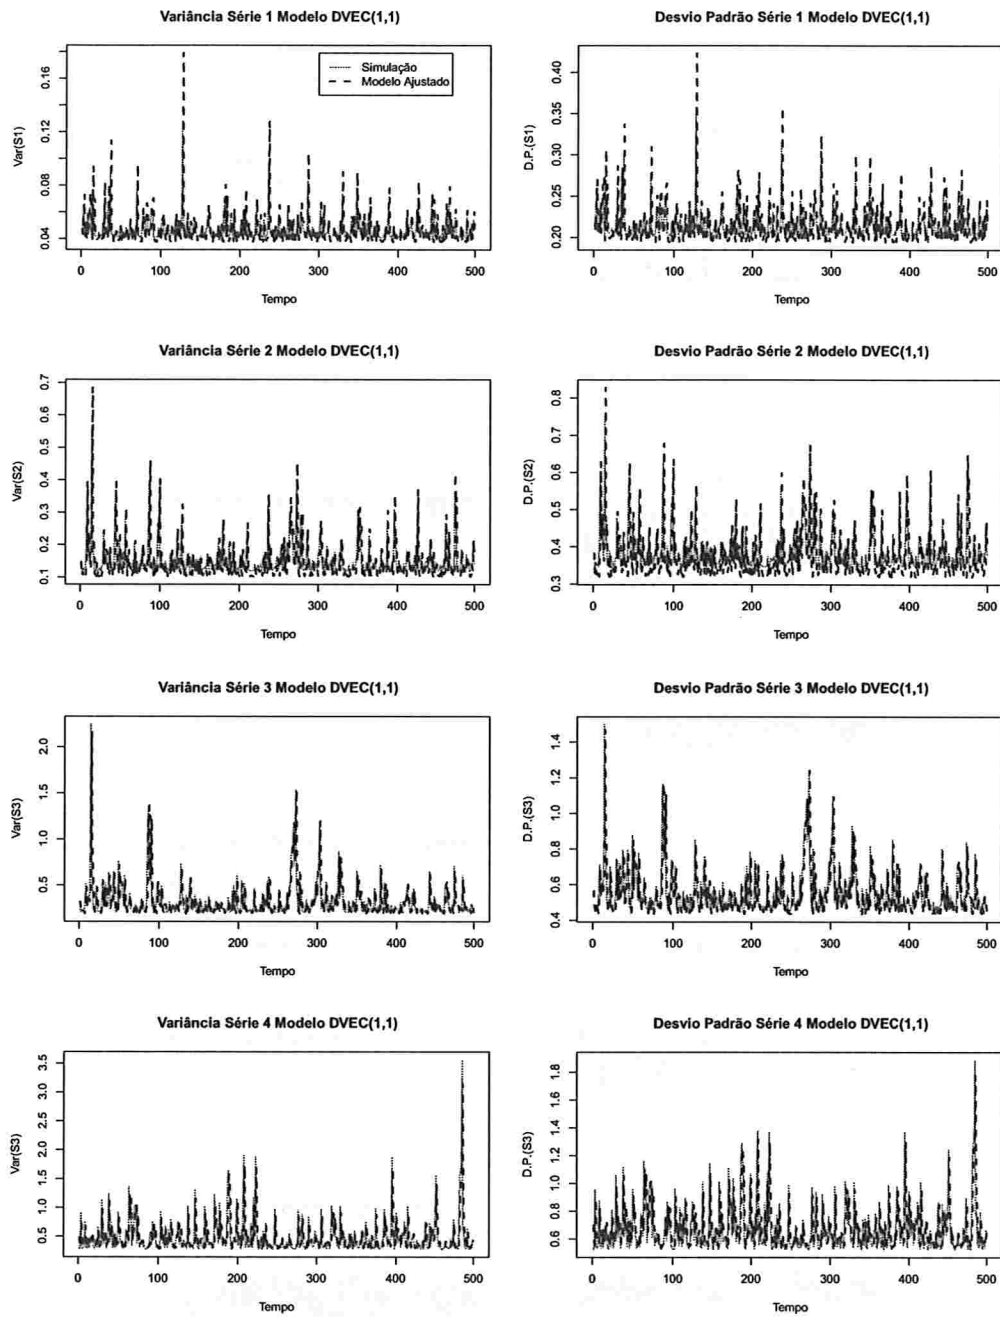 Variância Série 1 Modelo DVEC(1,1)
Var(S1)
0.04 0.08 0.12 0.16
Simulação
Modelo Ajustado
0 100 200 300 400 500
Tempo
Desvio Padrão Série 1 Modelo DVEC(1,1)
D.P.(S1)
0.20 0.25 0.30 0.35 0.40
0 100 200 300 400 500
Tempo
Variância Série 2 Modelo DVEC(1,1)
Var(S2)
0.1 0.2 0.3 0.4 0.5 0.6 0.7
0 100 200 300 400 500
Tempo
Desvio Padrão Série 2 Modelo DVEC(1,1)
D.P.(S2)
0.3 0.4 0.5 0.6 0.7 0.8
0 100 200 300 400 500
Tempo
Variância Série 3 Modelo DVEC(1,1)
Var(S3)
0.5 1.0 1.5 2.0
0 100 200 300 400 500
Tempo
Desvio Padrão Série 3 Modelo DVEC(1,1)
D.P.(S3)
0.4 0.6 0.8 1.0 1.2 1.4
0 100 200 300 400 500
Tempo
Variância Série 4 Modelo DVEC(1,1)
Var(S3)
0.5 1.0 1.5 2.0 2.5 3.0 3.5
0 100 200 300 400 500
Tempo
Desvio Padrão Série 4 Modelo DVEC(1,1)
D.P.(S3)
0.6 0.8 1.0 1.2 1.4 1.6 1.8
0 100 200 300 400 500
Tempo